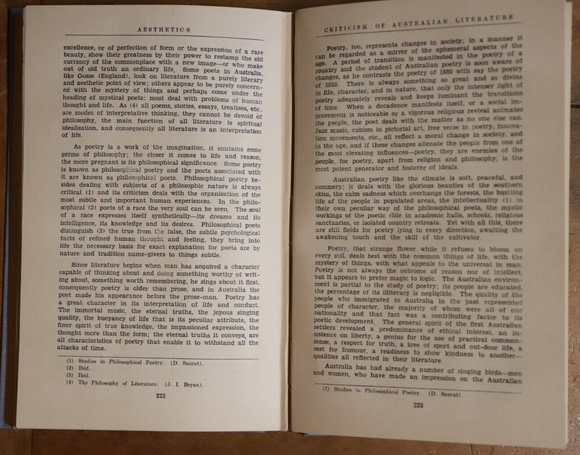 AESTHETICS
excellence, or of perfection of form or the expression of a rare
beauty, show their greatness by their power to restamp the old
currency of the commonplace with a new image—or who make
out of old truth an ordinary life. Some poets in Australia,
like Gosse (England), look on literature from a purely literary
and aesthetic point of view; others appear to be purely concern-
ed with the mystery of things and perhaps come under the
heading of mystical poets: most deal with problems of human
thought and life. As (4) all poems, stories, essays, treatises, etc.,
are modes of interpretative thinking, they cannot be devoid of
philosophy, the main function of all literature is spiritual
idealisation, and consequently all literature is an interpretation
of life.
As poetry is a work of the imagination, it contains some
germs of philosophy; the closer it comes to life and reason,
the more pregnant is its philosophical significance. Some poetry
is known as philosophical poetry and the poets associated with
it are known as philosophical poets. Philosophical poetry be-
sides dealing with subjects of a philosophic nature is always
critical (1) and its criticism deals with the organisation of the
most subtle and important human experiences. In the philo-
sophical (2) poets of a race the very soul can be seen. The soul
of a race expresses itself synthetically—its dreams and its
intelligence, its knowledge and its desires. Philosophical poets
distinguish (3) the true from the false, the subtle psychological
facts of refined human thought and feeling, they bring into
life the necessary basis for exact explanation for poets are by
nature and tradition name-givers to things subtle.
Since literature begins when man has acquired a character
capable of thinking about and doing something worthy of writ-
ing about, something worth remembering, he sings about it first,
consequently poetry is older than prose, and in Australia the
poet made his appearance before the prose-man. Poetry has
a great character in its interpretation of life and conduct.
The immortal music, the eternal truths, the joyous singing
quality, the buoyancy of life that is its peculiar attribute, the
finer spirit of true knowledge, the impassioned expression, the
thought more than the form; the eternal truths it conveys, are
all characteristics of poetry that enable it to withstand all the
attacks of time.
(1) Studies in Philosophical Poetry. (D. Saurat).
(2) Ibid.
(3) Ibid.
(4) The Philosophy of Literature. (J. I. Bryan).
222
CRITICISM OF AUSTRALIAN LITERATURE
Poetry, too, represents changes in society; in a manner it
can be regarded as a mirror of the ephemeral aspects of the
age. A period of transition is manifested in the poetry of a
country and the student of Australian poetry is soon aware of
changes, as he contrasts the poetry of 1880 with say the poetry
of 1920. There is always something so great and so divine
in life, character, and in nature, that only the intenser light of
poetry adequately reveals and keeps luminant the transitions
of time. When a decadence manifests itself, or a social im-
provement is noticeable or a vigorous religious revival animates
the people, the poet deals with the matter as no one else can.
Jazz music, cubism in pictorial art, free verse in poetry, innova-
tion movements, etc., all reflect a moral change in society, and
in the age, and if these changes alienate the people from one of
the most elevating influences—poetry, they are enemies of the
people, for poetry, apart from religion and philosophy, is the
most potent generator and fosterer of ideals.
Australian poetry like the climate is soft, peaceful, and
summery; it deals with the glorious beauties of the southern
skies, the calm sadness which overhangs the forests, the bustling
life of the people in populated areas, the intellectuality (1) in
their own peculiar way of the philosophical poets, the mystic
workings of the poetic élite in academic halls, schools, religious
sanctuaries, or isolated country retreats. Yet with all this, there
are still fields for poetry lying in every direction, awaiting the
awakening touch and the skill of the cultivator.
Poetry, that strange flower while it refuses to bloom on
every soil, deals best with the common things of life, with the
mystery of things, with what appeals to the universal in man.
Poetry is not always the outcome of reason nor of intellect,
but it appears to prefer magic to logic. The Australian environ-
ment is partial to the study of poetry; its people are educated,
the percentage of its illiteracy is negligible. The quality of the
people who immigrated to Australia in the past represented
people of character, the majority of whom were all of one
nationality and that fact was a contributing factor to its
poetic development. The general spirit of the first Australian
settlers revealed a predominance of ethical interest, an in-
sistence on liberty, a genius for the use of practical common-
sense, a respect for truth, a love of sport and out-door life, a
zest for humour, a readiness to show kindness to another—
qualities all reflected in their literature.
Australia has had already a number of singing birds—men
and women, who have made an impression on the Australian
(1) Studies in Philosophical Poetry. (D. Saurat)
223